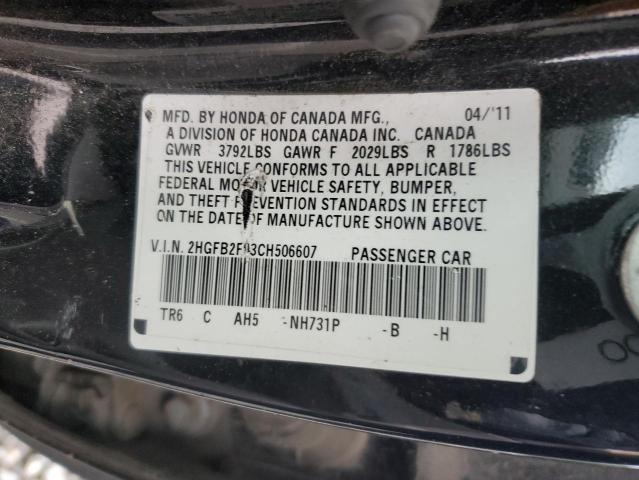 MFD. BY HONDA OF CANADA MFG., 04/'11
A DIVISION OF HONDA CANADA INC. CANADA
GVWR 3792LBS GAWR F 2029LBS R 1786LBS
THIS VEHICLE CONFORMS TO ALL APPLICABLE
FEDERAL MOTOR VEHICLE SAFETY, BUMPER,
AND THEFT PREVENTION STANDARDS IN EFFECT
ON THE DATE OF MANUFACTURE SHOWN ABOVE.
V.I.N. 2HGFB2F93CH506607 PASSENGER CAR
TR6 C AH5 -NH731P -B -H